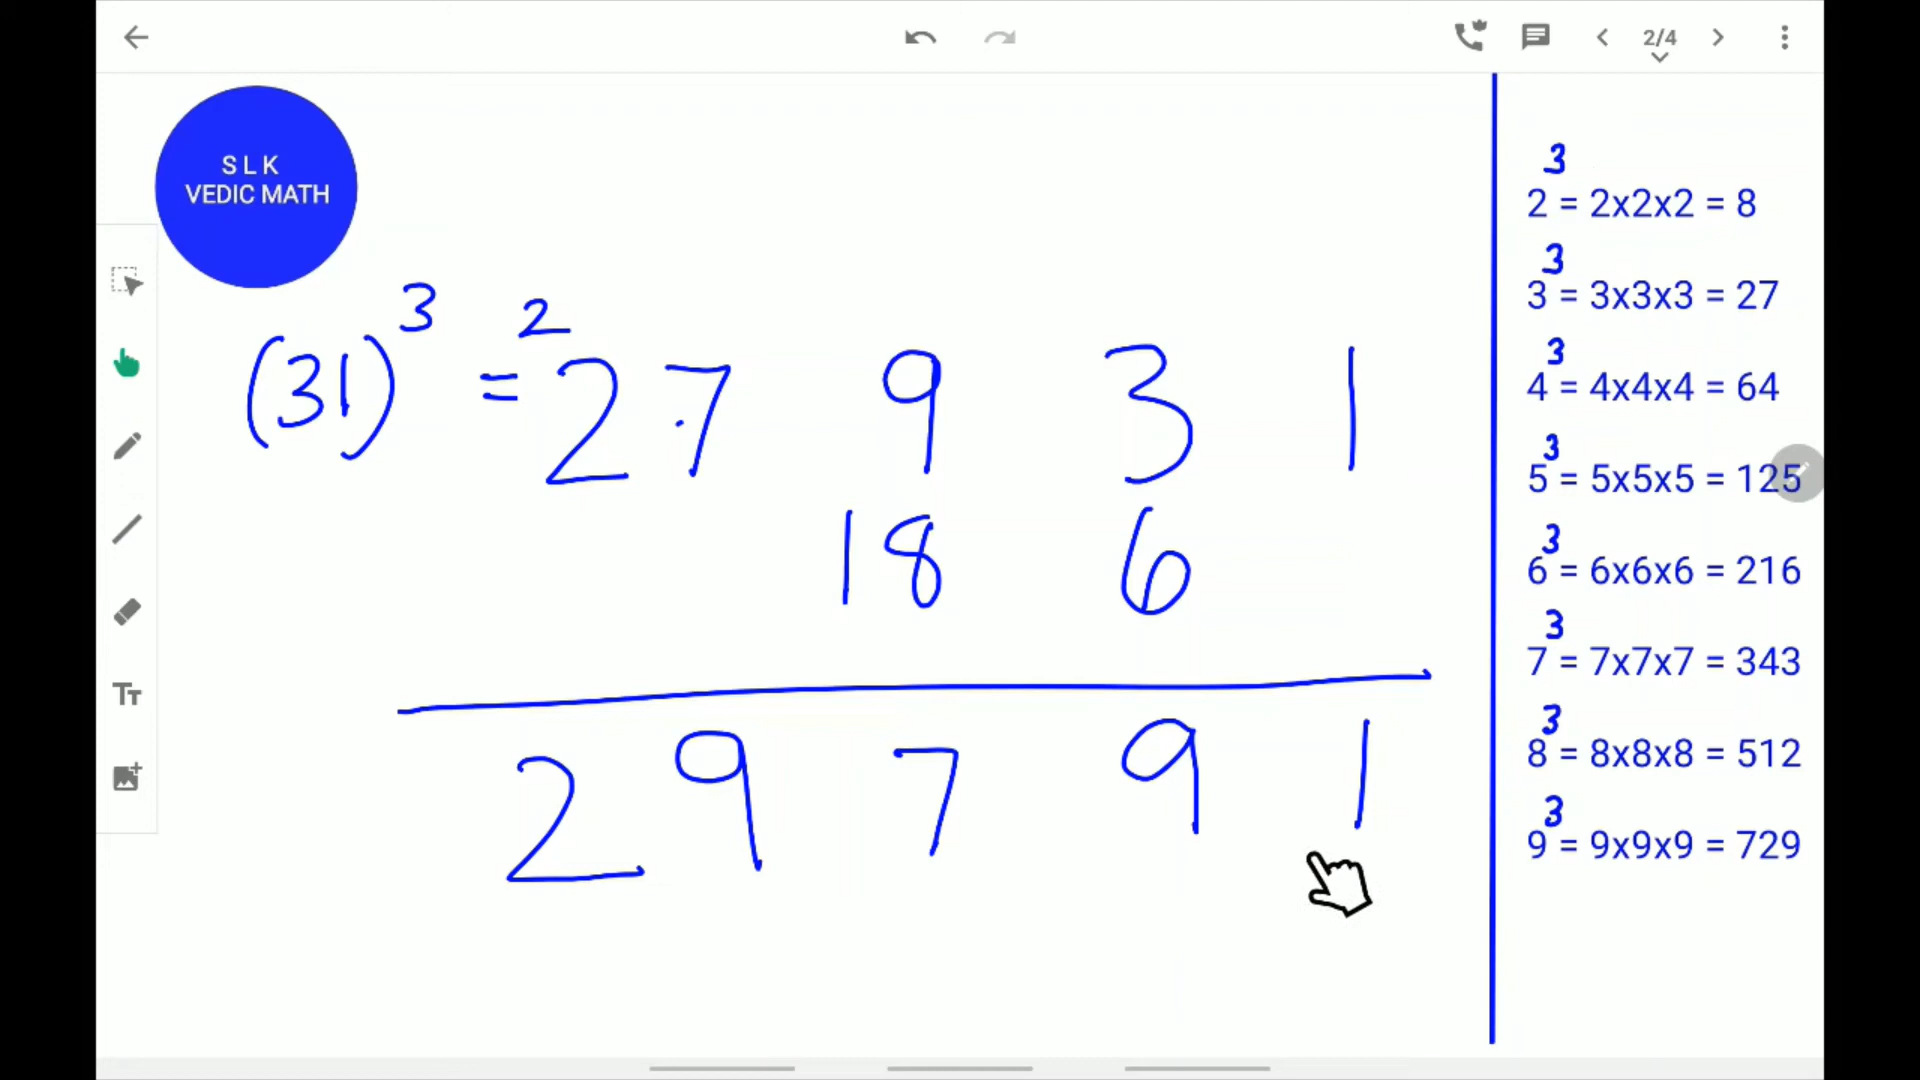 2/4
S L K
VEDIC MATH
(31)³ = ²27 9 3 1
18 6
2 9 7 9 1
2³ = 2x2x2 = 8
3³ = 3x3x3 = 27
4³ = 4x4x4 = 64
5³ = 5x5x5 = 125
6³ = 6x6x6 = 216
7³ = 7x7x7 = 343
8³ = 8x8x8 = 512
9³ = 9x9x9 = 729
TT